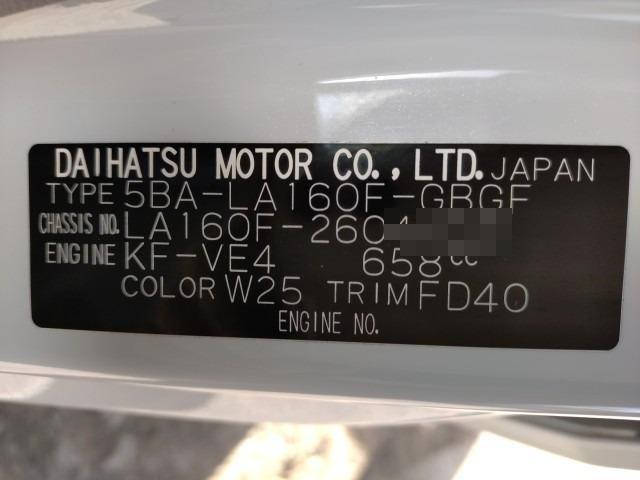 DAIHATSU MOTOR CO.,LTD. JAPAN
TYPE 5BA-LA160F-GBGF
CHASSIS NO. LA160F-260
ENGINE KF-VE4 658cc
COLOR W25 TRIM FD40
ENGINE NO.